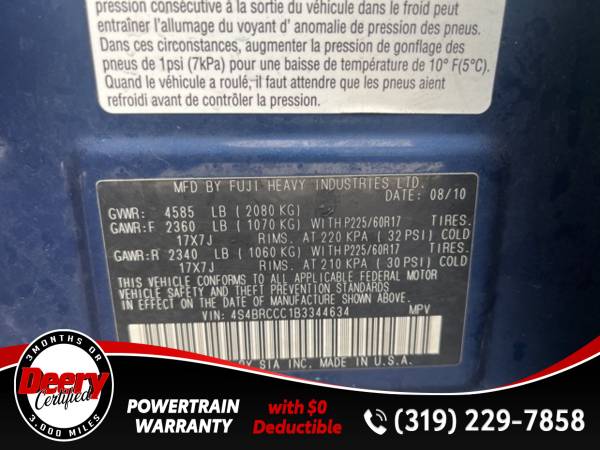 pression consécutive à la sortie du véhicule dans le froid peut
entraîner l'allumage du voyant d' anomalie de pression des pneus.
Dans ces circonstances, augmenter la pression de gonflage des
pneus de 1psi (7kPa) pour une baisse de température de 10° F(5°C).
Quand le véhicule a roulé, il faut attendre que les pneus aient
refroidi avant de contrôler la pression.
MFD BY FUJI HEAVY INDUSTRIES LTD.
DATE: 08/10
GVWR: 4585 LB ( 2080 KG)
GAWR:F 2360 LB ( 1070 KG) WITH P225/60R17 TIRES.
17X7J RIMS. AT 220 KPA ( 32 PSI) COLD
GAWR:R 2340 LB ( 1060 KG) WITH P225/60R17 TIRES.
17X7J RIMS. AT 210 KPA ( 30 PSI) COLD
THIS VEHICLE CONFORMS TO ALL APPLICABLE FEDERAL MOTOR
VEHICLE SAFETY AND THEFT PREVENTION STANDARDS
IN EFFECT ON THE DATE OF MANUFACTURE SHOWN ABOVE.
VIN: 4S4BRCCC1B3344634 MPV
BY SIA INC. MADE IN U.S.A.
3 MONTHS OR
Deery
Certified
3,000 MILES
POWERTRAIN
WARRANTY
with $0
Deductible
(319) 229-7858